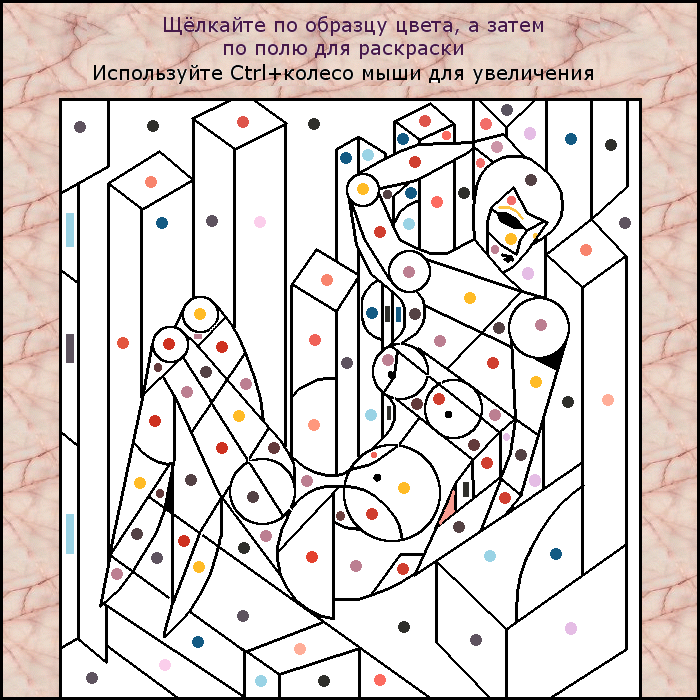 Щёлкайте по образцу цвета, а затем
по полю для раскраски
Используйте Ctrl+колесо мыши для увеличения